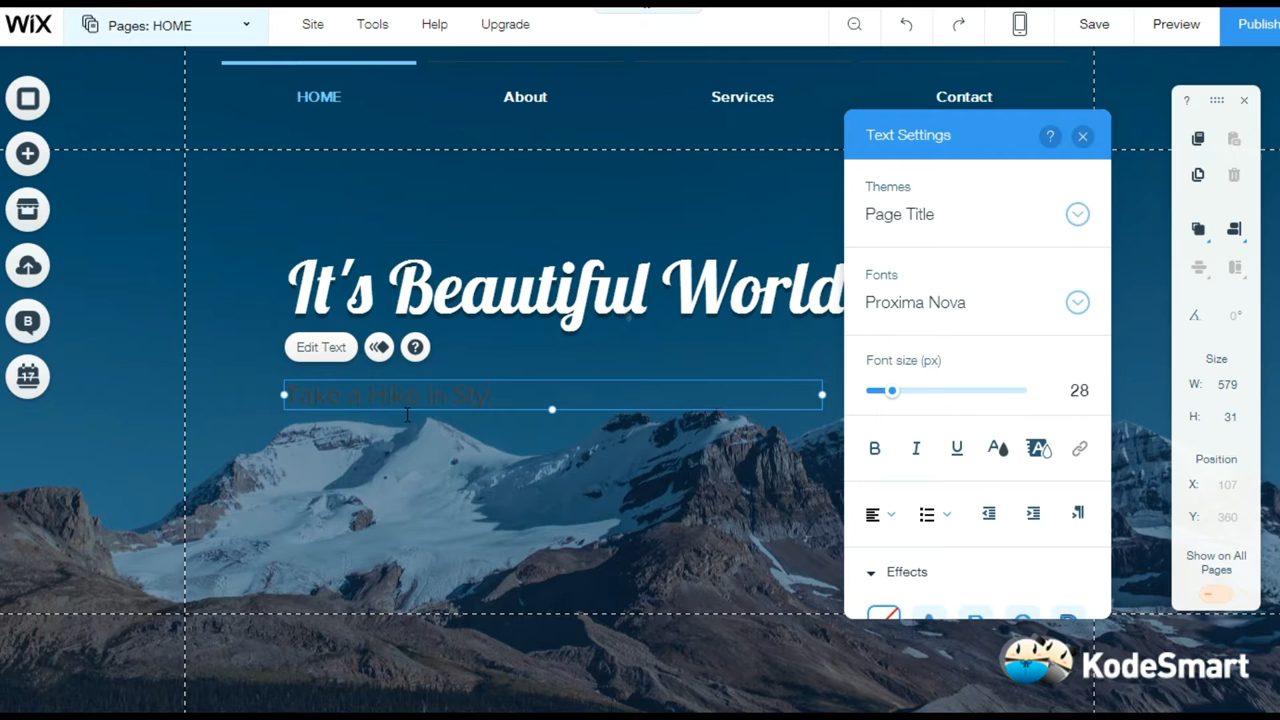 WiX
Pages: HOME
Site
Tools
Help
Upgrade
Save
Preview
Publish
HOME
About
Services
Contact
It's Beautiful World
Edit Text
?
Take a Hike in Sty
Text Settings
?
Themes
Page Title
Fonts
Proxima Nova
Font size (px)
28
B I U A A
Effects
?
0°
Size
W: 579
H: 31
Position
X: 107
Y: 360
Show on All
Pages
B
17
KodeSmart